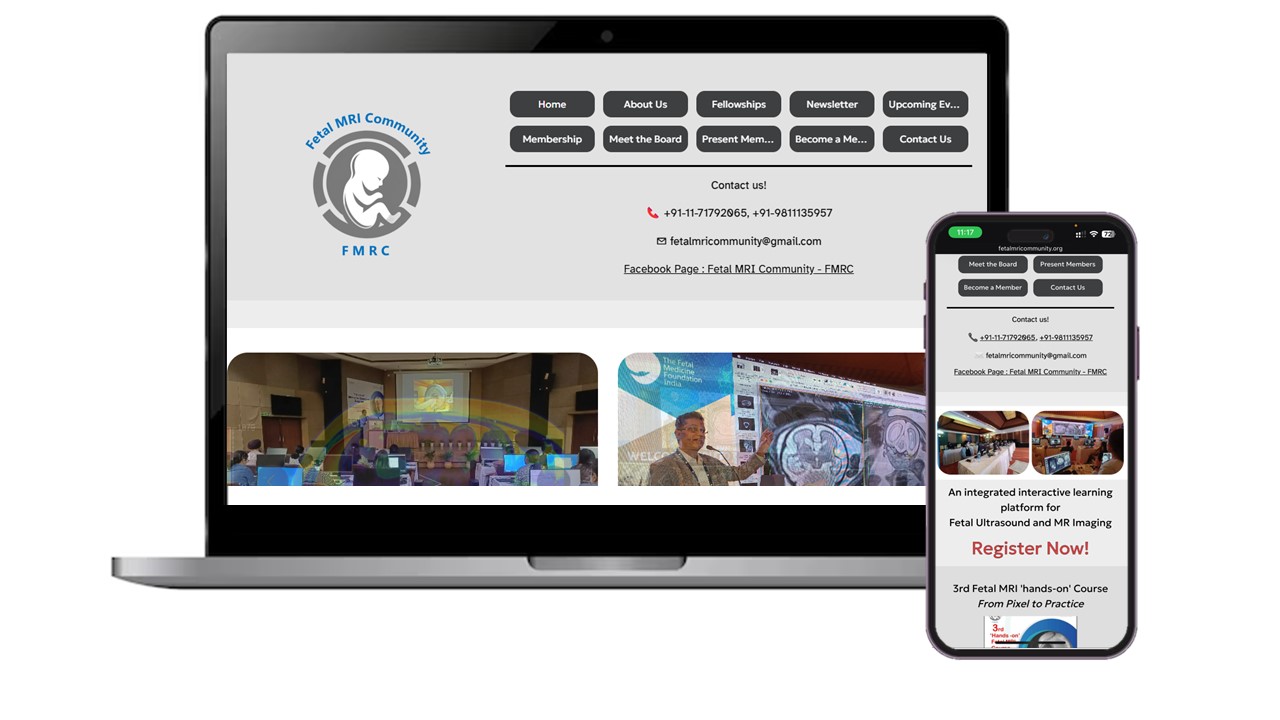 Fetal MRI Community
FMRC
Home
About Us
Fellowships
Newsletter
Upcoming Ev...
Membership
Meet the Board
Present Mem...
Become a Me...
Contact Us
Contact us!
+91-11-71792065, +91-9811135957
fetalmricommunity@gmail.com
Facebook Page : Fetal MRI Community - FMRC
The Fetal
Medicine
Foundation
India
WELCO
11:17
72
fetalmricommunity.org
Meet the Board
Present Members
Become a Member
Contact Us
Contact us!
+91-11-71792065, +91-9811135957
fetalmricommunity@gmail.com
Facebook Page : Fetal MRI Community - FMRC
An integrated interactive learning
platform for
Fetal Ultrasound and MR Imaging
Register Now!
3rd Fetal MRI 'hands-on' Course
From Pixel to Practice
3rd
'Hands -on'